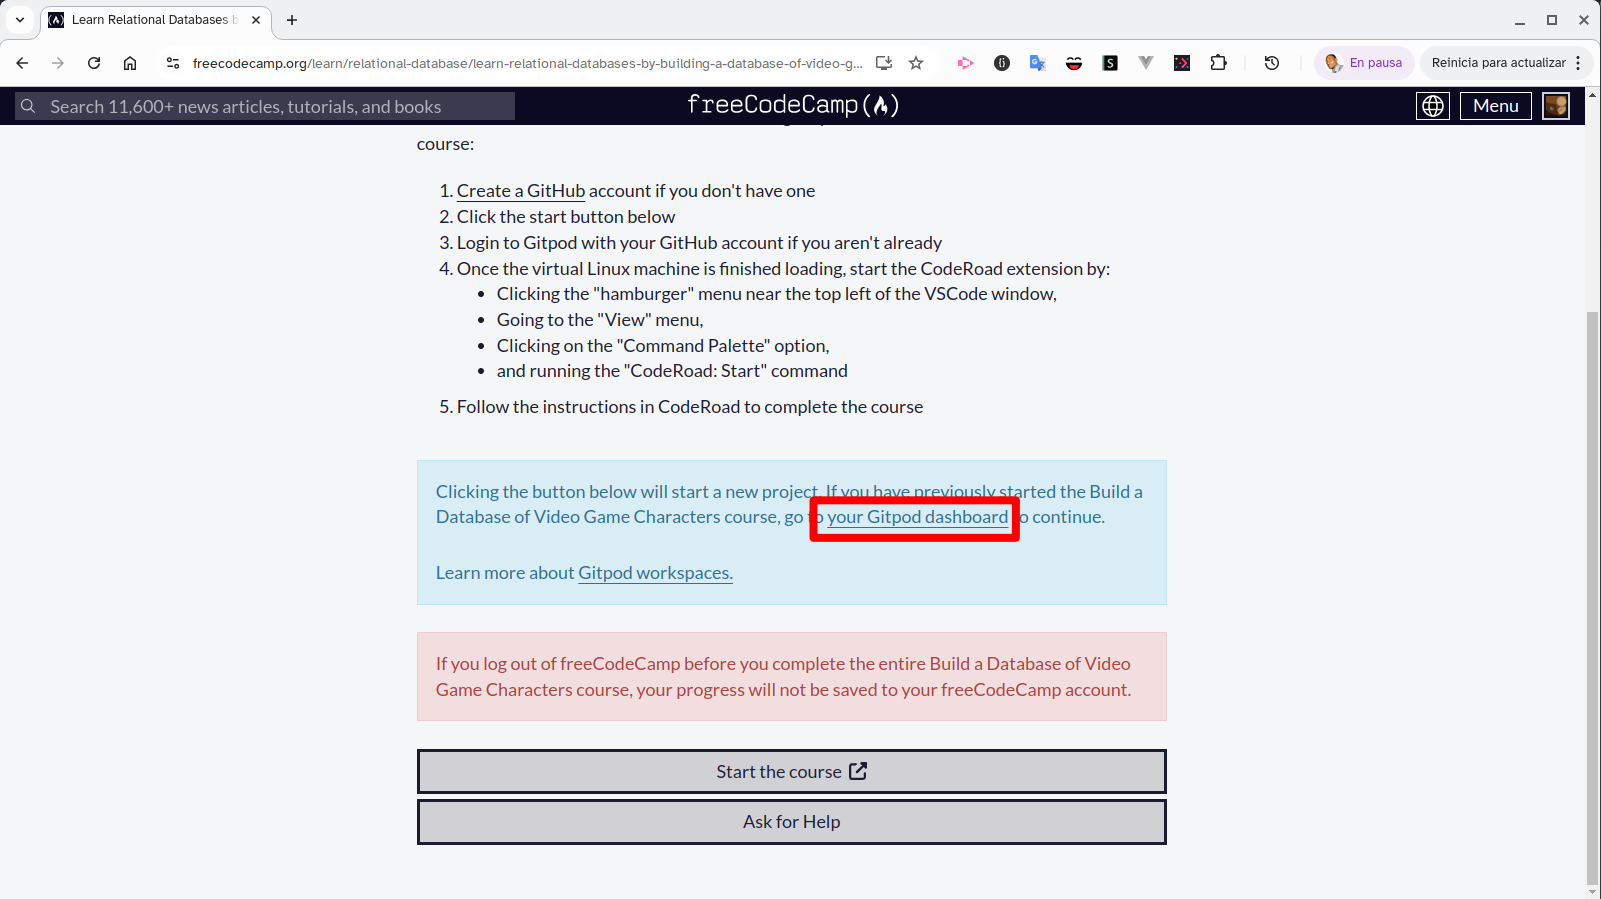 Learn Relational Databases b
freecodecamp.org/learn/relational-database/learn-relational-databases-by-building-a-database-of-video-g...
En pausa
Reinicia para actualizar
Search 11,600+ news articles, tutorials, and books
freeCodeCamp
Menu
course:
1. Create a GitHub account if you don't have one
2. Click the start button below
3. Login to Gitpod with your GitHub account if you aren't already
4. Once the virtual Linux machine is finished loading, start the CodeRoad extension by:
• Clicking the "hamburger" menu near the top left of the VSCode window,
• Going to the "View" menu,
• Clicking on the "Command Palette" option,
• and running the "CodeRoad: Start" command
5. Follow the instructions in CodeRoad to complete the course
Clicking the button below will start a new project. If you have previously started the Build a
Database of Video Game Characters course, go to your Gitpod dashboard to continue.
Learn more about Gitpod workspaces.
If you log out of freeCodeCamp before you complete the entire Build a Database of Video
Game Characters course, your progress will not be saved to your freeCodeCamp account.
Start the course
Ask for Help